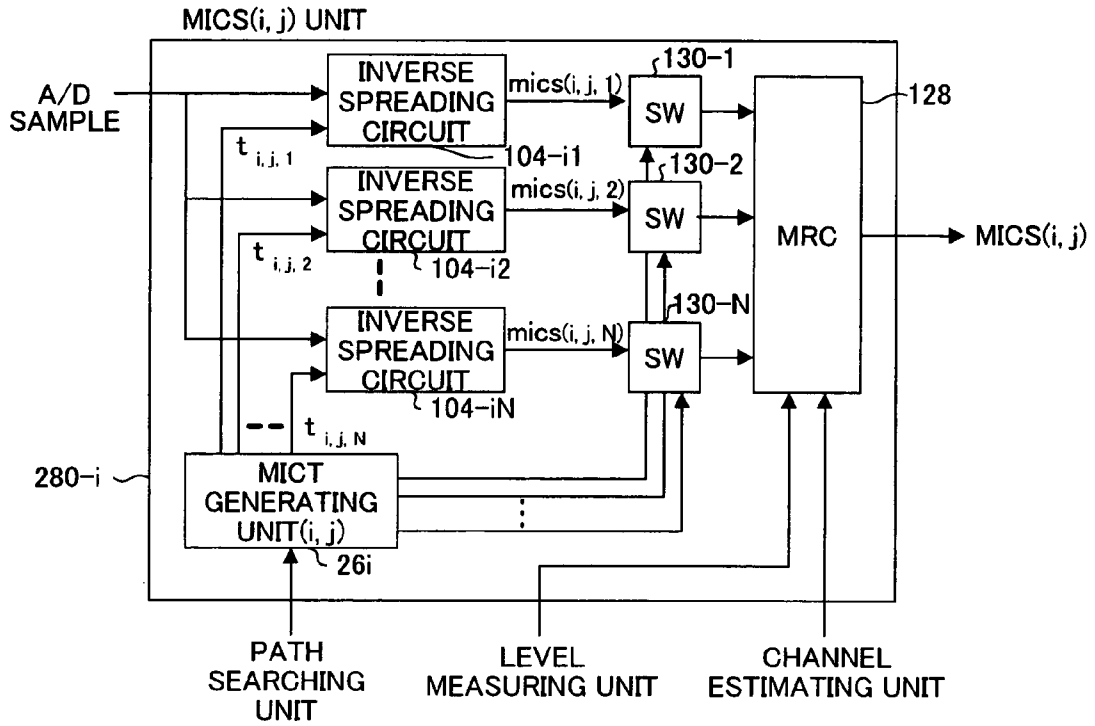 MICS(i, j) UNIT
A/D
SAMPLE
INVERSE
SPREADING
CIRCUIT
104-i1
t i,j,1
mics(i, j, 1)
130-1
SW
128
INVERSE
SPREADING
CIRCUIT
104-i2
t i,j,2
mics(i, j, 2)
130-2
SW
MRC
MICS(i, j)
INVERSE
SPREADING
CIRCUIT
104-iN
t i,j,N
mics(i, j, N)
130-N
SW
280-i
MICT
GENERATING
UNIT(i, j)
26i
PATH
SEARCHING
UNIT
LEVEL
MEASURING UNIT
CHANNEL
ESTIMATING UNIT